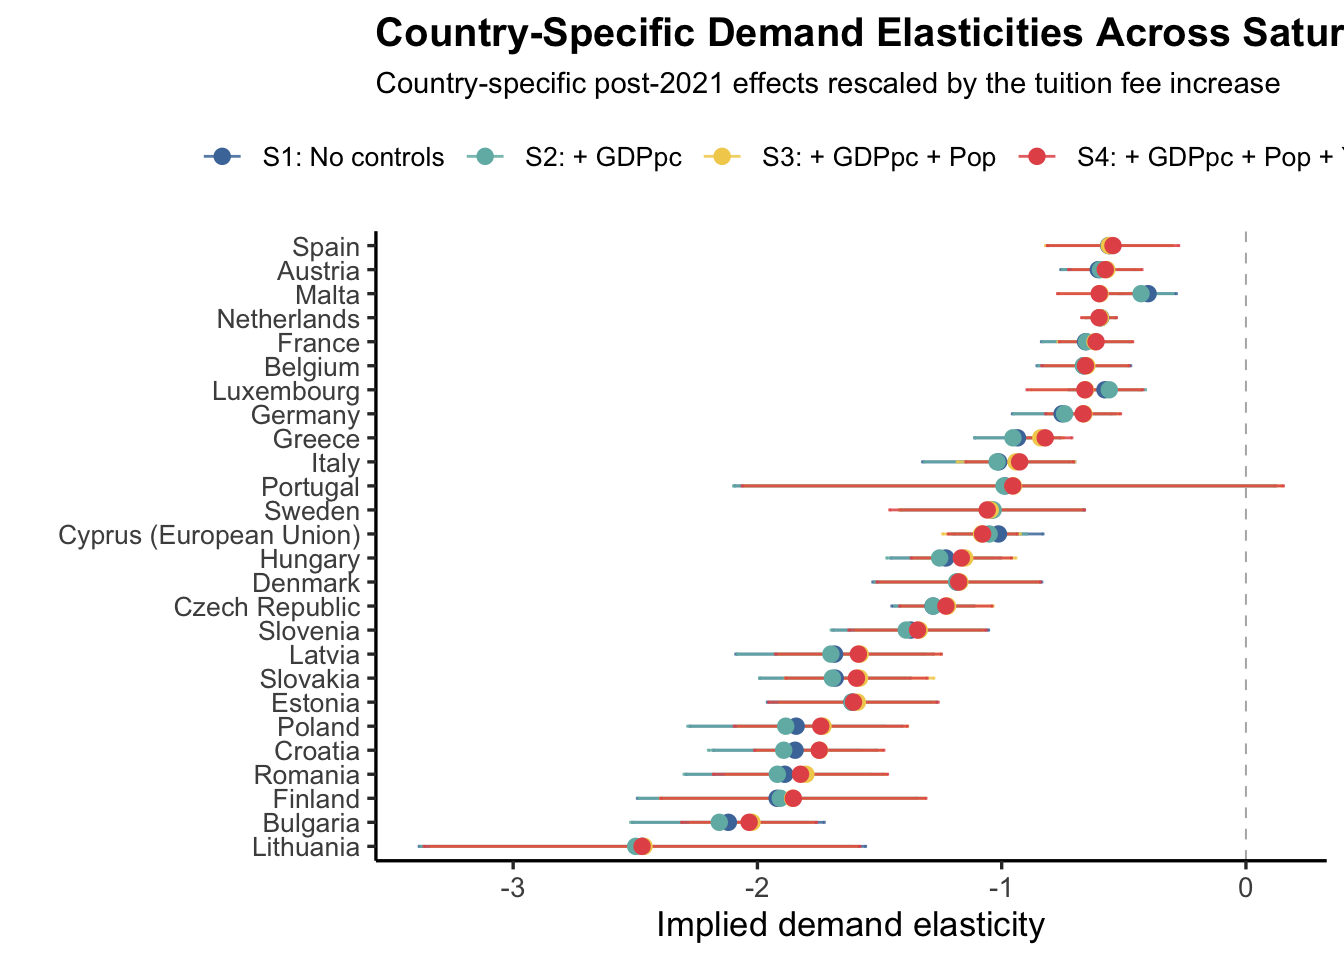 Country-Specific Demand Elasticities Across Satur
Country-specific post-2021 effects rescaled by the tuition fee increase
S1: No controls S2: + GDPpc S3: + GDPpc + Pop S4: + GDPpc + Pop +
Spain
Austria
Malta
Netherlands
France
Belgium
Luxembourg
Germany
Greece
Italy
Portugal
Sweden
Cyprus (European Union)
Hungary
Denmark
Czech Republic
Slovenia
Latvia
Slovakia
Estonia
Poland
Croatia
Romania
Finland
Bulgaria
Lithuania
-3 -2 -1 0
Implied demand elasticity